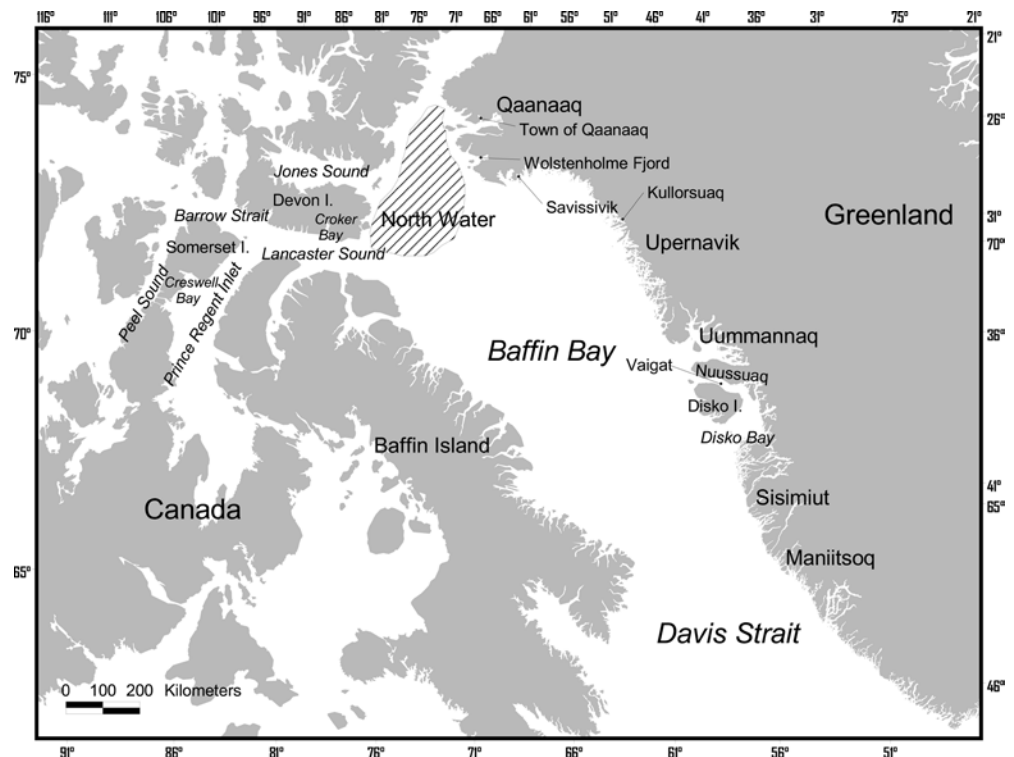 116° 106° 101° 96° 91° 86° 81° 76° 71° 66° 61° 56° 51° 46° 41° 36° 31° 75° 21°
111°
21°
75°
Qaanaaq
26°
Town of Qaanaaq
Wolstenholme Fjord
Jones Sound
Kullorsuaq
Devon I.
Savissivik
Barrow Strait
Croker
Bay
North Water
Greenland
31°
Upernavik
70°
Somerset I.
Lancaster Sound
Creswell
Bay
Peel Sound
Prince Regent Inlet
70°
Uummannaq
36°
Baffin Bay
Vaigat
Nuussuaq
Disko I.
Disko Bay
Baffin Island
41°
Sisimiut
65°
Canada
Maniitsoq
65°
Davis Strait
46°
0 100 200 Kilometers
91° 86° 81° 76° 71° 66° 61° 56° 51°